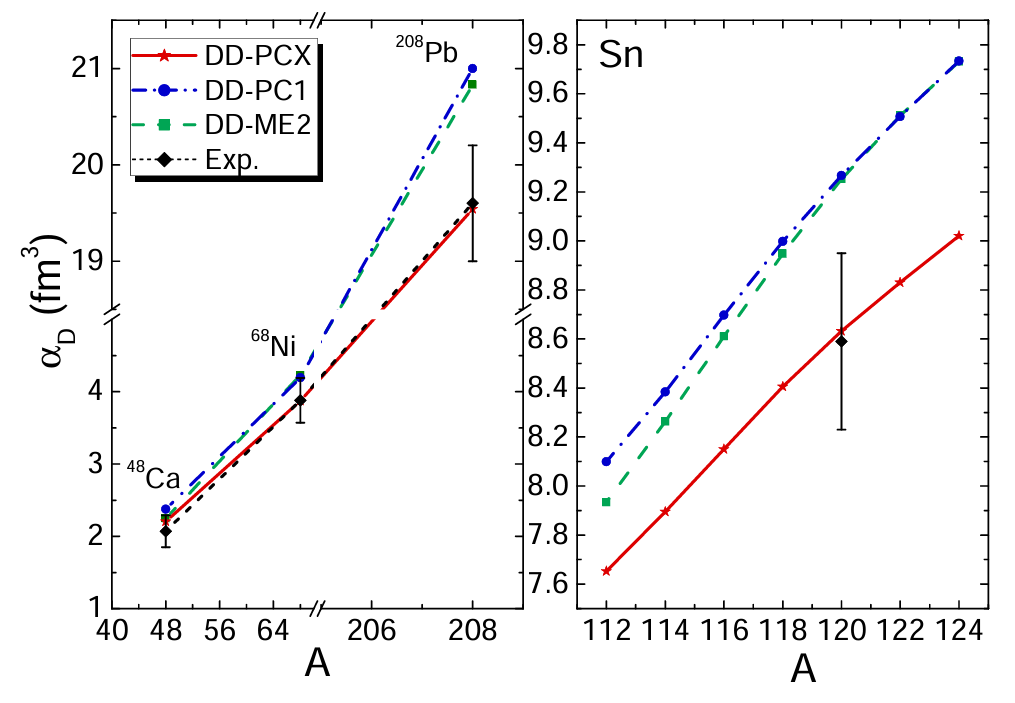 DD-PCX
DD-PC1
DD-ME2
Exp.
²⁰⁸Pb
⁶⁸Ni
⁴⁸Ca
α_D (fm³)
21
20
19
4
3
2
1
40 48 56 64 206 208
A
Sn
9.8
9.6
9.4
9.2
9.0
8.8
8.6
8.4
8.2
8.0
7.8
7.6
112 114 116 118 120 122 124
A